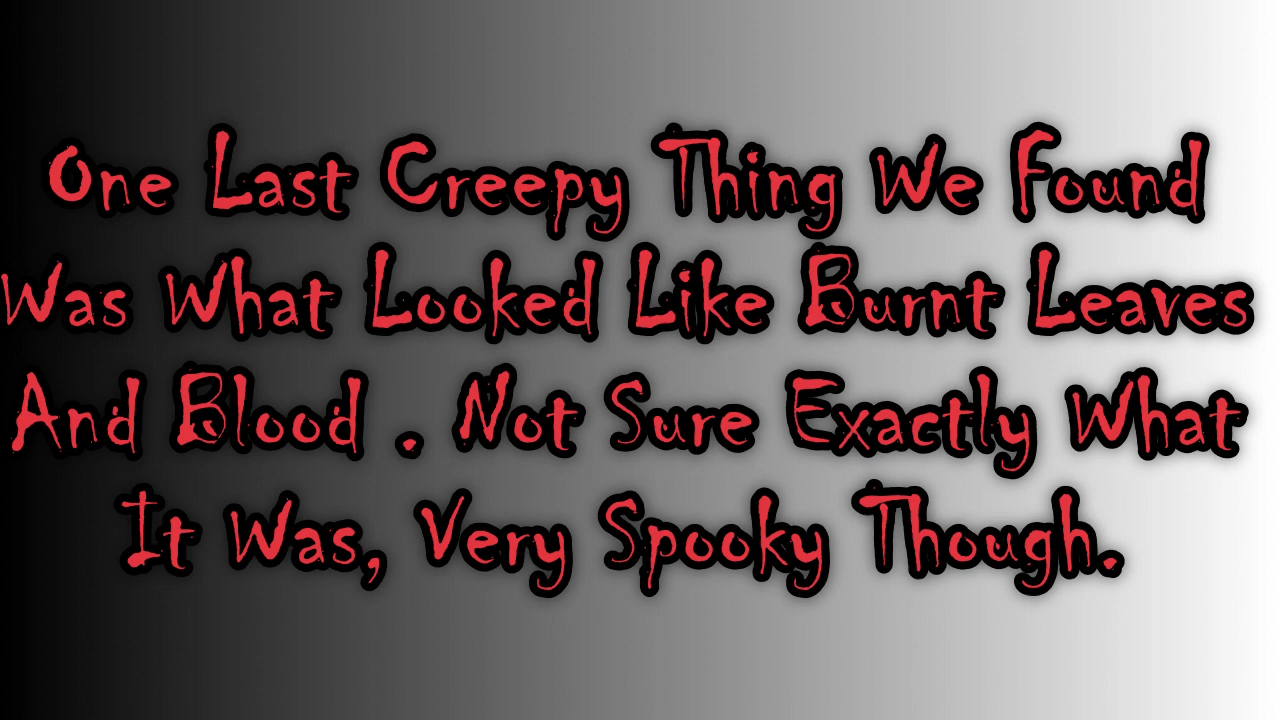 One Last Creepy Thing We Found
Was What Looked Like Burnt Leaves
And Blood . Not Sure Exactly What
It Was, Very Spooky Though.